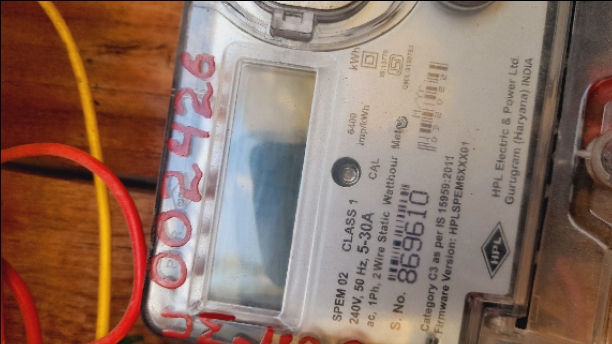 U 002426
kWh
6400
imp/kWh
CAL
SPEM 02 CLASS 1
240V, 50 Hz, 5-30A
ac, 1Ph, 2 Wire Static Watthour Meter
S. No. 869610
Category C3 as per IS 15959:2011
Firmware Version: HPLSPEM5XXX01
HPL
HPL Electric & Power Ltd.
Gurugram (Haryana) INDIA